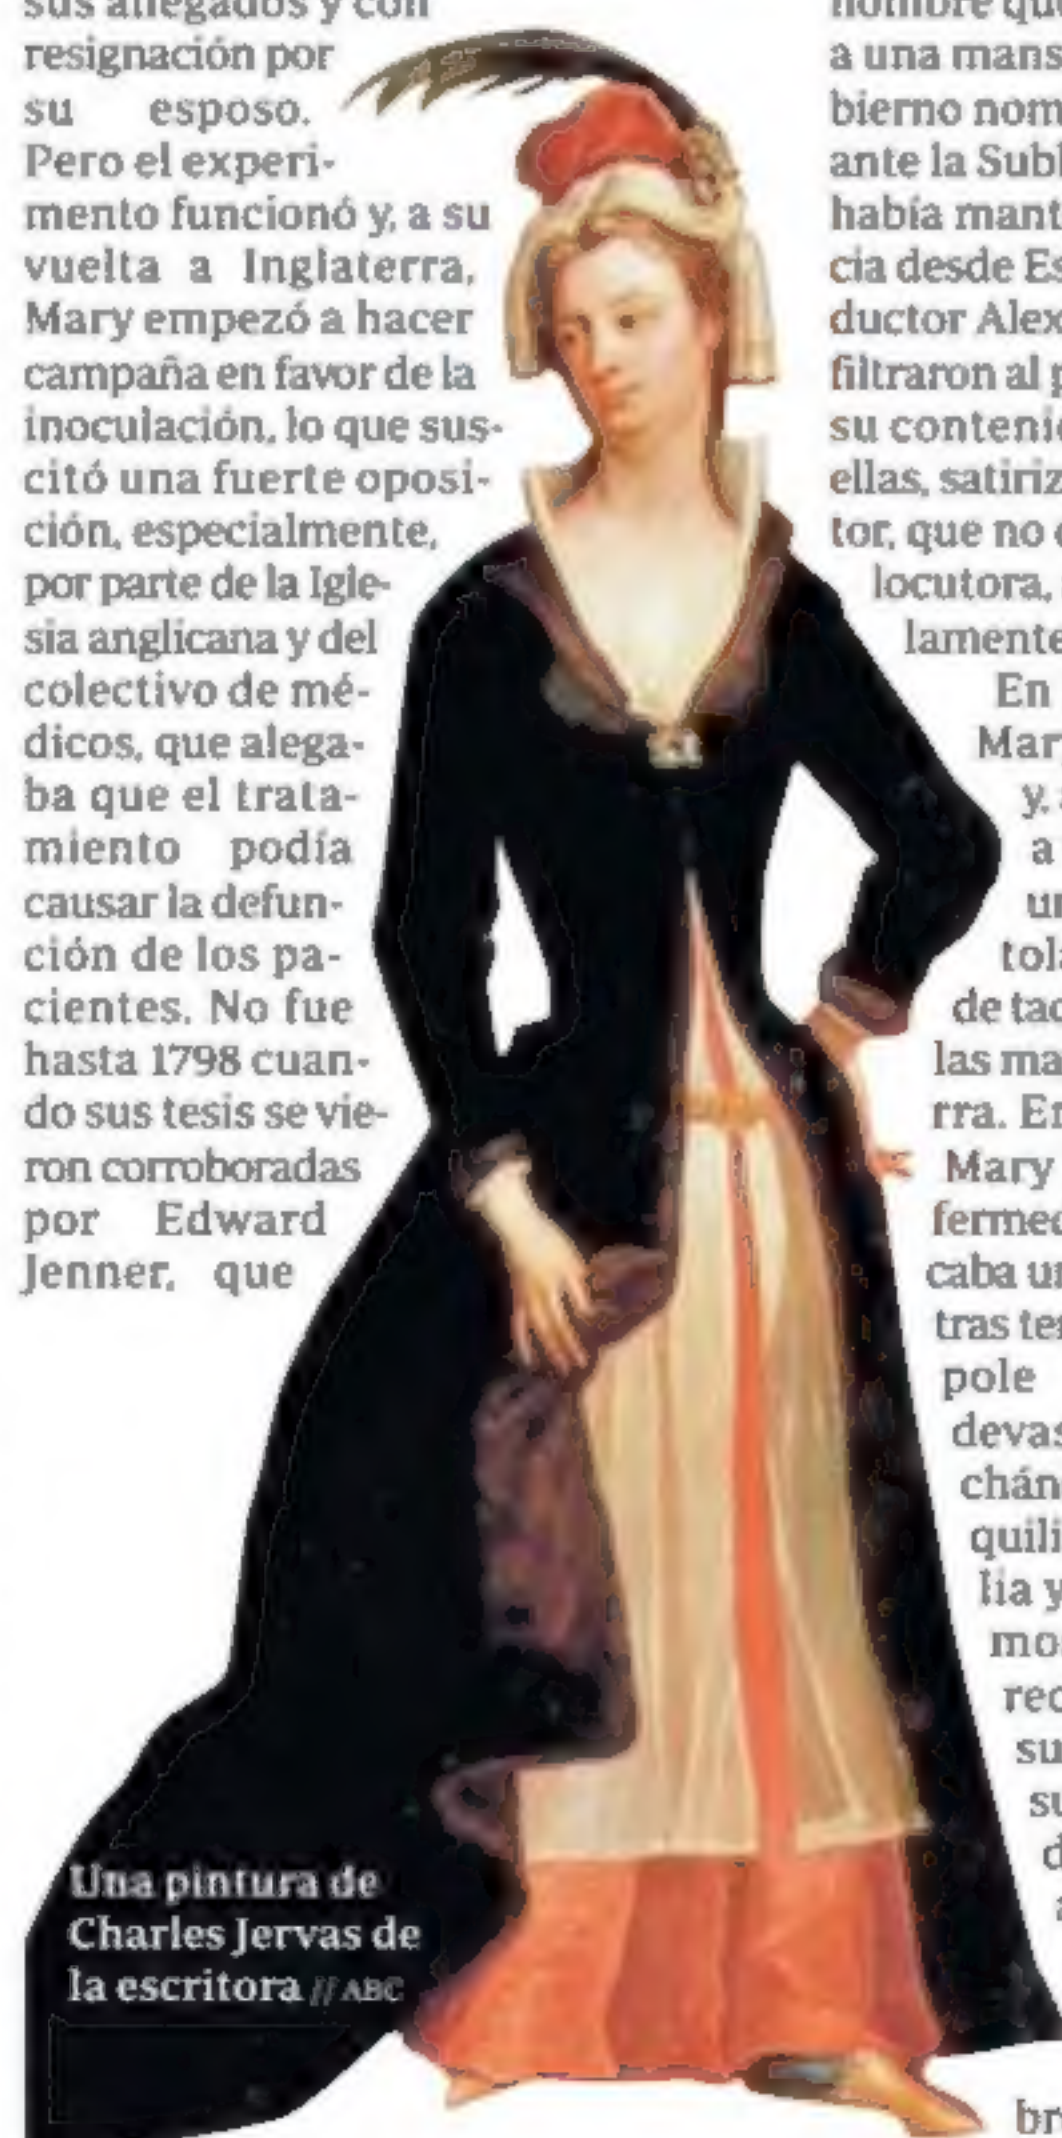 resignación por
su esposo.
Pero el experi-
mento funcionó y, a su
vuelta a Inglaterra,
Mary empezó a hacer
campaña en favor de la
inoculación, lo que sus-
citó una fuerte oposi-
ción, especialmente,
por parte de la Igle-
sia anglicana y del
colectivo de mé-
dicos, que alega-
ba que el trata-
miento podía
causar la defun-
ción de los pa-
cientes. No fue
hasta 1798 cuan-
do sus tesis se vie-
ron corroboradas
por Edward
Jenner, que
Una pintura de
Charles Jervas de
la escritora // ABC
a una mans
bierno nom
ante la Subl
había mant
cia desde Es
ductor Alex
filtraron al
su conteni
ellas, satiriz
tor, que no
locutora,
lamente
En
Mar
y,
a
tola
de tac
las ma
rra. En
Mary
fermed
caba un
tras ter
pole
devas
chán
quili
lia y
mo
rec
su
su
d
a
br